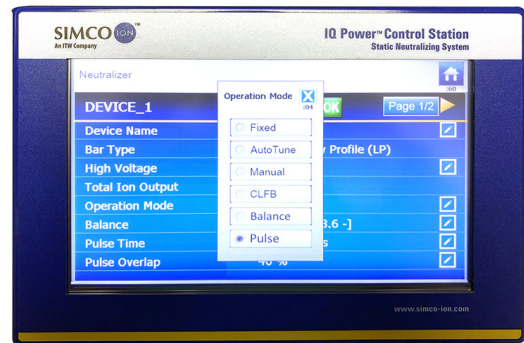 SIMCO ION™
An ITW Company
IQ Power™ Control Station
Static Neutralizing System
Neutralizer
:60
DEVICE_1
OK
Page 1/2
Operation Mode
:04
Fixed
AutoTune
Manual
CLFB
Balance
Pulse
Device Name
Bar Type
Profile (LP)
High Voltage
Total Ion Output
Operation Mode
Balance
3.6 -]
Pulse Time
s
Pulse Overlap
40 %
www.simco-ion.com